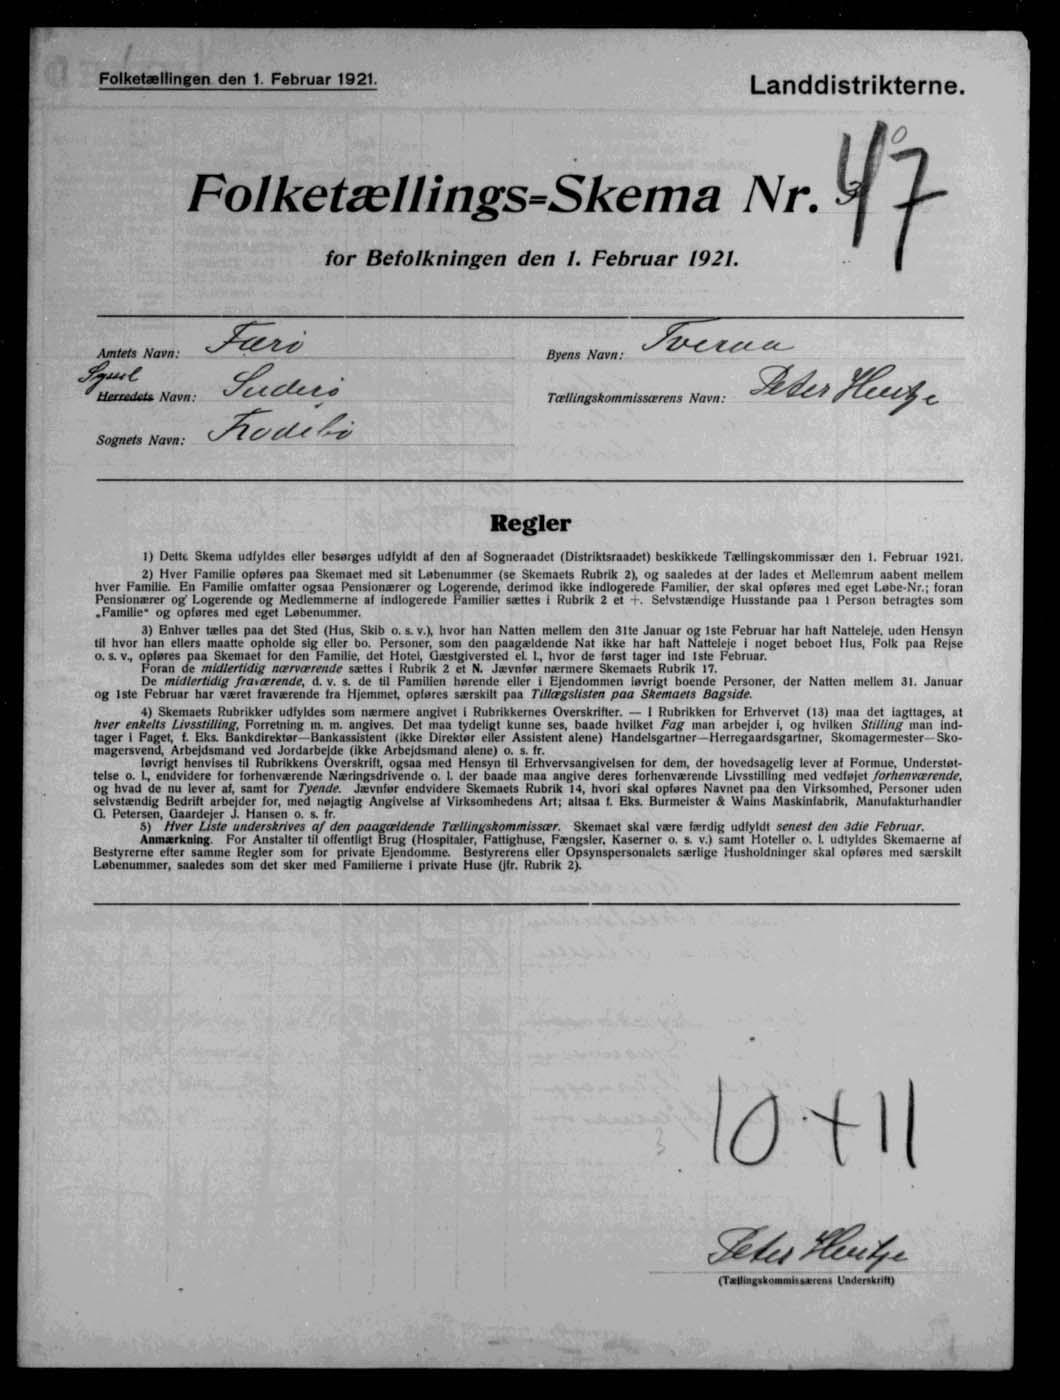 Folketællingen den 1. Februar 1921.
Landdistrikterne.
Folketællings=Skema Nr. 47
for Befolkningen den 1. Februar 1921.
Amtets Navn: Færö
Byens Navn: Tveraa
Syssel
Herredets Navn: Suderö
Tællingskommissærens Navn: Peter Hentze
Sognets Navn: Frodebö
Regler
1) Dette Skema udfyldes eller besørges udfyldt af den af Sogneraadet (Distriktsraadet) beskikkede Tællingskommissær den 1. Februar 1921.
2) Hver Familie opføres paa Skemaet med sit Løbenummer (se Skemaets Rubrik 2), og saaledes at der lades et Mellemrum aabent mellem
hver Familie. En Familie omfatter ogsaa Pensionærer og Logerende, derimod ikke indlogerede Familier, der skal opføres med eget Løbe-Nr.; foran
Pensionærer og Logerende og Medlemmerne af indlogerede Familier sættes i Rubrik 2 et +. Selvstændige Husstande paa 1 Person betragtes som
„Familie“ og opføres med eget Løbenummer.
3) Enhver tælles paa det Sted (Hus, Skib o. s. v.), hvor han Natten mellem den 31te Januar og 1ste Februar har haft Natteleje, uden Hensyn
til hvor han ellers maatte opholde sig eller bo. Personer, som den paagældende Nat ikke har haft Natteleje i noget beboet Hus, Folk paa Rejse
o. s. v., opføres paa Skemaet for den Familie, det Hotel, Gæstgiversted el. l., hvor de først tager ind 1ste Februar.
Foran de midlertidig nærværende sættes i Rubrik 2 et N. Jævnfør nærmere Skemaets Rubrik 17.
De midlertidig fraværende, d. v. s. de til Familien hørende eller i Ejendommen iøvrigt boende Personer, der Natten mellem 31. Januar
og 1ste Februar har været fraværende fra Hjemmet, opføres særskilt paa Tillægslisten paa Skemaets Bagside.
4) Skemaets Rubrikker udfyldes som nærmere angivet i Rubrikkernes Overskrifter. — I Rubrikken for Erhvervet (13) maa det iagttages, at
hver enkelts Livsstilling, Forretning m. m. angives. Det maa tydeligt kunne ses, baade hvilket Fag man arbejder i, og hvilken Stilling man ind-
tager i Faget, f. Eks. Bankdirektør—Bankassistent (ikke Direktør eller Assistent alene) Handelsgartner—Herregaardsgartner, Skomagermester—Sko-
magersvend, Arbejdsmand ved Jordarbejde (ikke Arbejdsmand alene) o. s. fr.
Iøvrigt henvises til Rubrikkens Overskrift, ogsaa med Hensyn til Erhvervsangivelsen for dem, der hovedsagelig lever af Formue, Understøt-
telse o. l., endvidere for forhenværende Næringsdrivende o. l. der baade maa angive deres forhenværende Livsstilling med vedføjet forhenværende,
og hvad de nu lever af, samt for Tyende. Jævnfør endvidere Skemaets Rubrik 14, hvori skal opføres Navnet paa den Virksomhed, Personer uden
selvstændig Bedrift arbejder for, med nøjagtig Angivelse af Virksomhedens Art; altsaa f. Eks. Burmeister & Wains Maskinfabrik, Manufakturhandler
G. Petersen, Gaardejer J. Hansen o. s. fr.
5) Hver Liste underskrives af den paagældende Tællingskommissær. Skemaet skal være færdig udfyldt senest den 3die Februar.
Anmærkning. For Anstalter til offentligt Brug (Hospitaler, Fattighuse, Fængsler, Kaserner o. s. v.) samt Hoteller o. l. udfyldes Skemaerne af
Bestyrerne efter samme Regler som for private Ejendomme. Bestyrerens eller Opsynspersonalets særlige Husholdninger skal opføres med særskilt
Løbenummer, saaledes som det sker med Familierne i private Huse (jfr. Rubrik 2).
10 + 11
Peter Hentze
(Tællingskommissærens Underskrift)